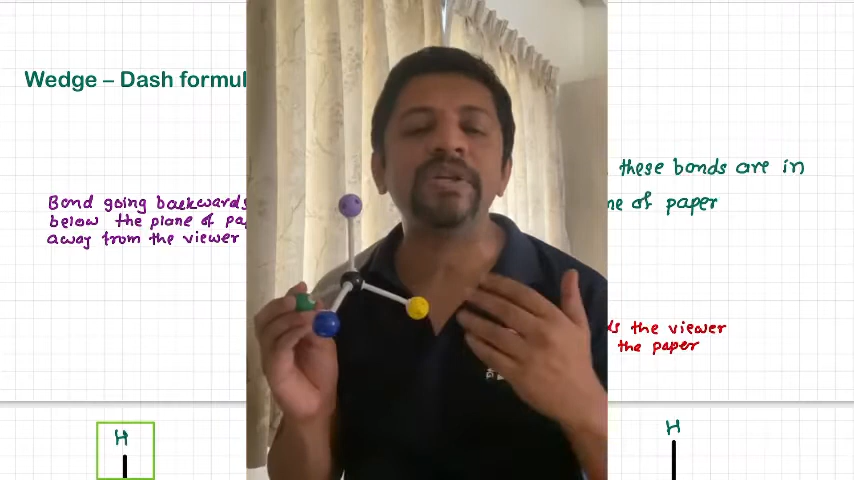 Wedge – Dash formul
Bond going backwards
below the plane of pa
away from the viewer
these bonds are in
ne of paper
ds the viewer
the paper
H
H